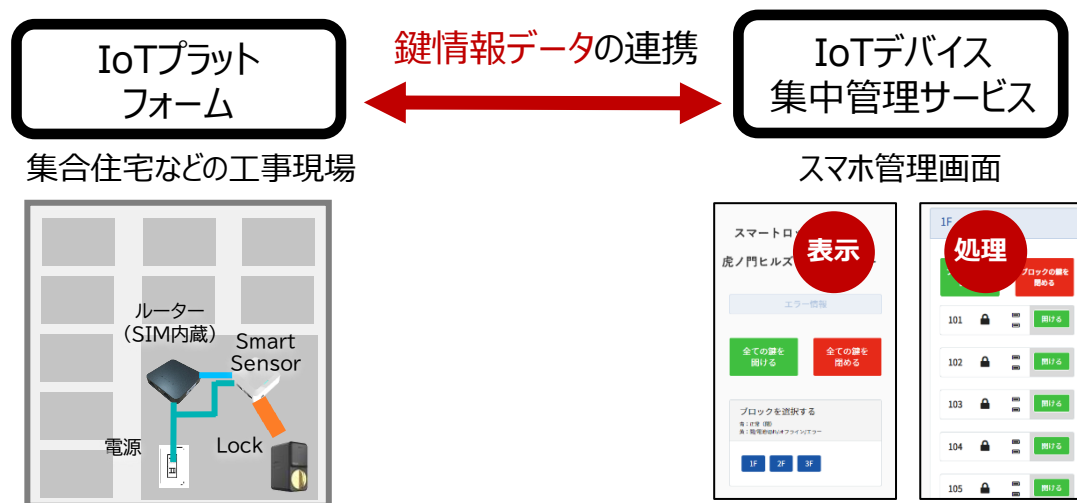 IoTプラット
フォーム
鍵情報データの連携
IoTデバイス
集中管理サービス
集合住宅などの工事現場
スマホ管理画面
ルーター
（SIM内蔵）
Smart
Sensor
電源
Lock
スマートロッ
虎ノ門ヒルズ
表示
エラー情報
全ての鍵を
開ける
全ての鍵を
閉める
ブロックを選択する
青：正常（閉）
1F 2F 3F
1F
処理
ブロックの鍵を
閉める
101 開ける
102 開ける
103 開ける
104 開ける
105 開ける